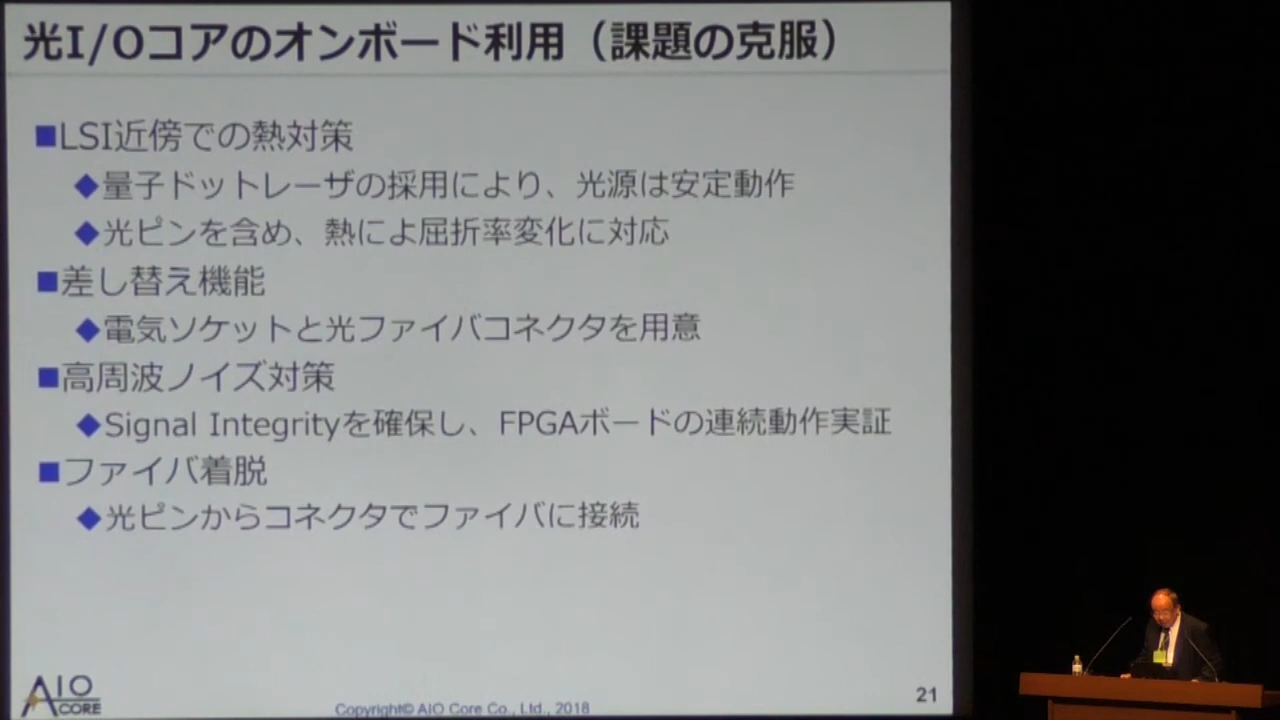 光I/Oコアのオンボード利用（課題の克服）
■LSI近傍での熱対策
◆量子ドットレーザの採用により、光源は安定動作
◆光ピンを含め、熱によ屈折率変化に対応
■差し替え機能
◆電気ソケットと光ファイバコネクタを用意
■高周波ノイズ対策
◆Signal Integrityを確保し、FPGAボードの連続動作実証
■ファイバ着脱
◆光ピンからコネクタでファイバに接続
AIO
CORE
Copyright© AIO Core Co., Ltd., 2018
21